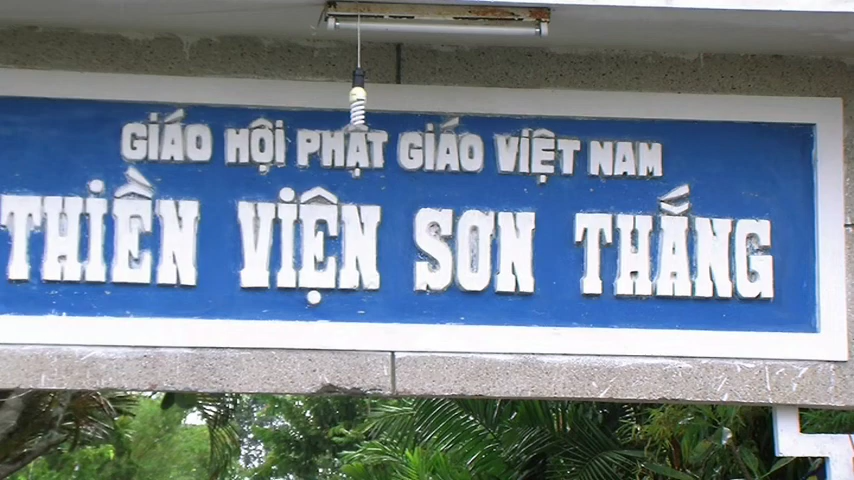 GIÁO HỘI PHẬT GIÁO VIỆT NAM
THIỀN VIỆN SƠN THẮNG